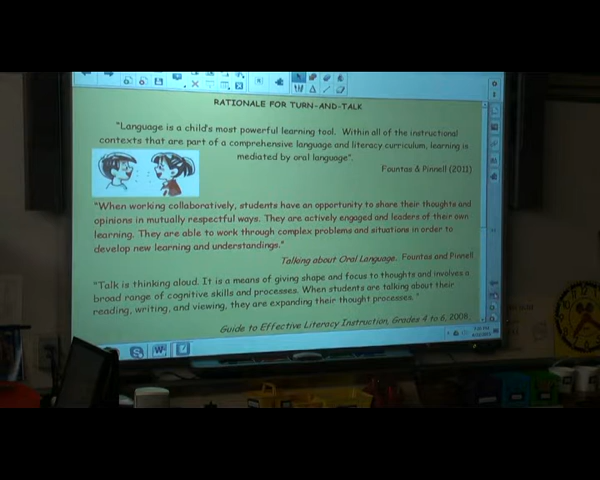 RATIONALE FOR TURN-AND-TALK
"Language is a child's most powerful learning tool. Within all of the instructional
contexts that are part of a comprehensive language and literacy curriculum, learning is
mediated by oral language".
Fountas & Pinnell (2011)
"When working collaboratively, students have an opportunity to share their thoughts and
opinions in mutually respectful ways. They are actively engaged and leaders of their own
learning. They are able to work through complex problems and situations in order to
develop new learning and understandings."
Talking about Oral Language. Fountas and Pinnell
"Talk is thinking aloud. It is a means of giving shape and focus to thoughts and involves a
broad range of cognitive skills and processes. When students are talking about their
reading, writing, and viewing, they are expanding their thought processes. "
Guide to Effective Literacy Instruction, Grades 4 to 6, 2008.